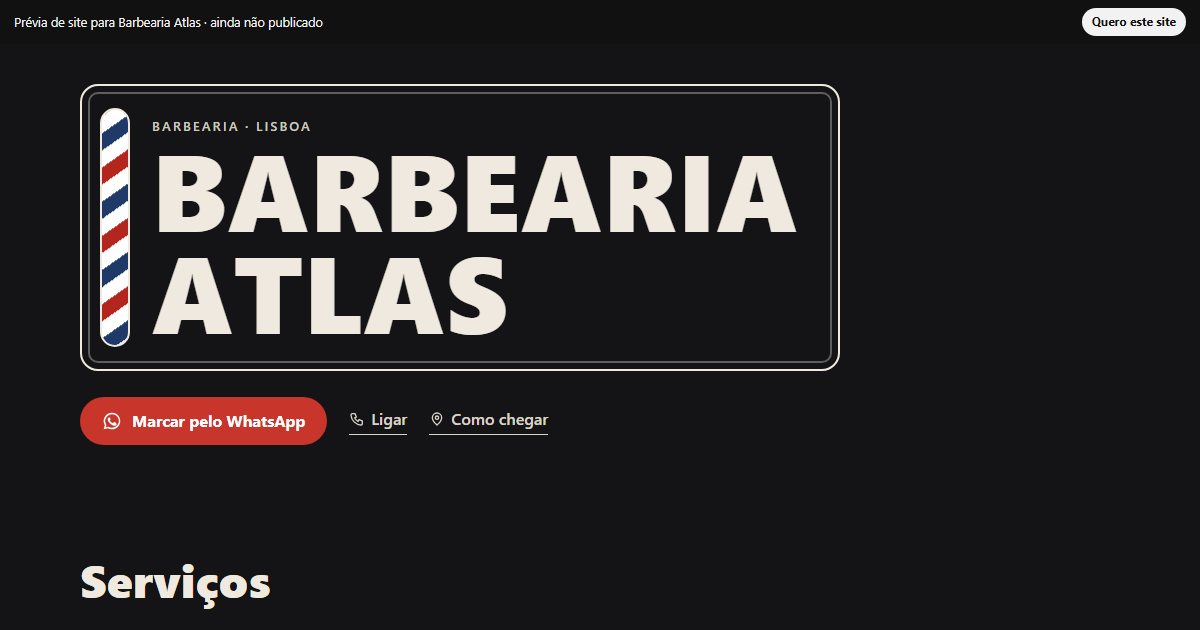 Prévia de site para Barbearia Atlas · ainda não publicado
Quero este site
BARBEARIA · LISBOA
BARBEARIA
ATLAS
Marcar pelo WhatsApp
Ligar
Como chegar
Serviços